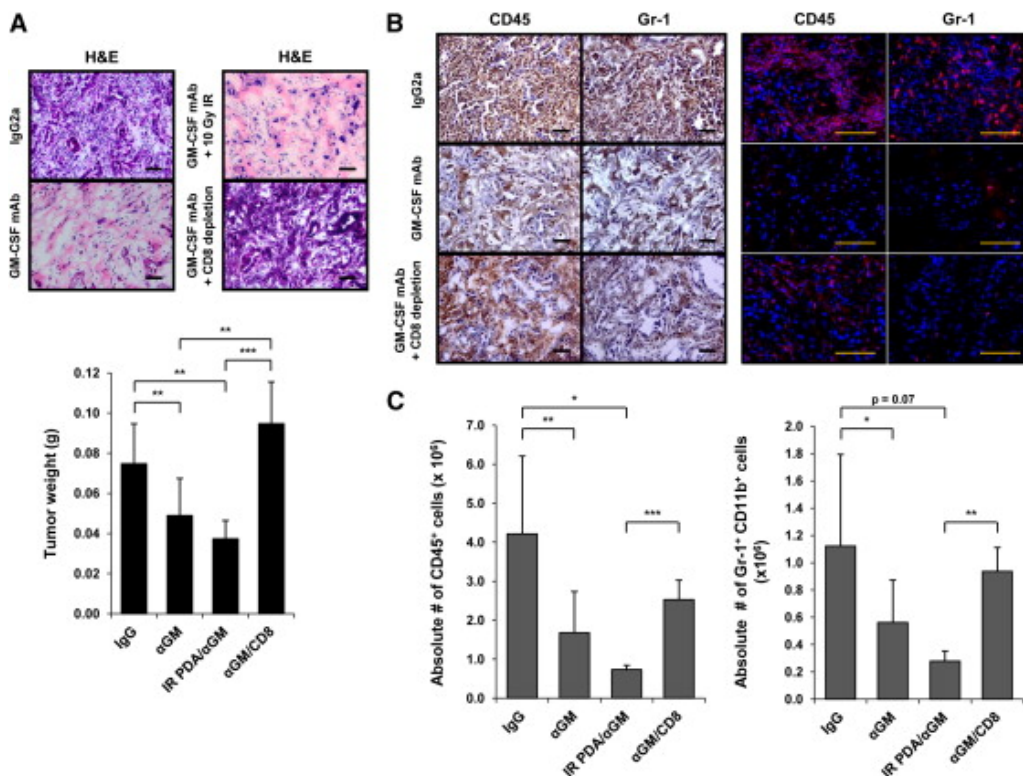 A
H&E
H&E
IgG2a
GM-CSF mAb
+ 10 Gy IR
GM-CSF mAb
GM-CSF mAb
+ CD8 depletion
**
***
**
**
Tumor weight (g)
0.12
0.10
0.08
0.06
0.04
0.02
0.00
IgG
αGM
IR PDA/αGM
αGM/CD8
B
CD45
Gr-1
CD45
Gr-1
IgG2a
GM-CSF mAb
GM-CSF mAb
+ CD8 depletion
C
*
**
***
Absolute # of CD45⁺ cells (x 10⁶)
7.0
6.0
5.0
4.0
3.0
2.0
1.0
0.0
IgG
αGM
IR PDA/αGM
αGM/CD8
p = 0.07
*
**
Absolute # of Gr-1⁺ CD11b⁺ cells
(x10⁶)
2.0
1.8
1.6
1.4
1.2
1.0
0.8
0.6
0.4
0.2
0.0
IgG
αGM
IR PDA/αGM
αGM/CD8